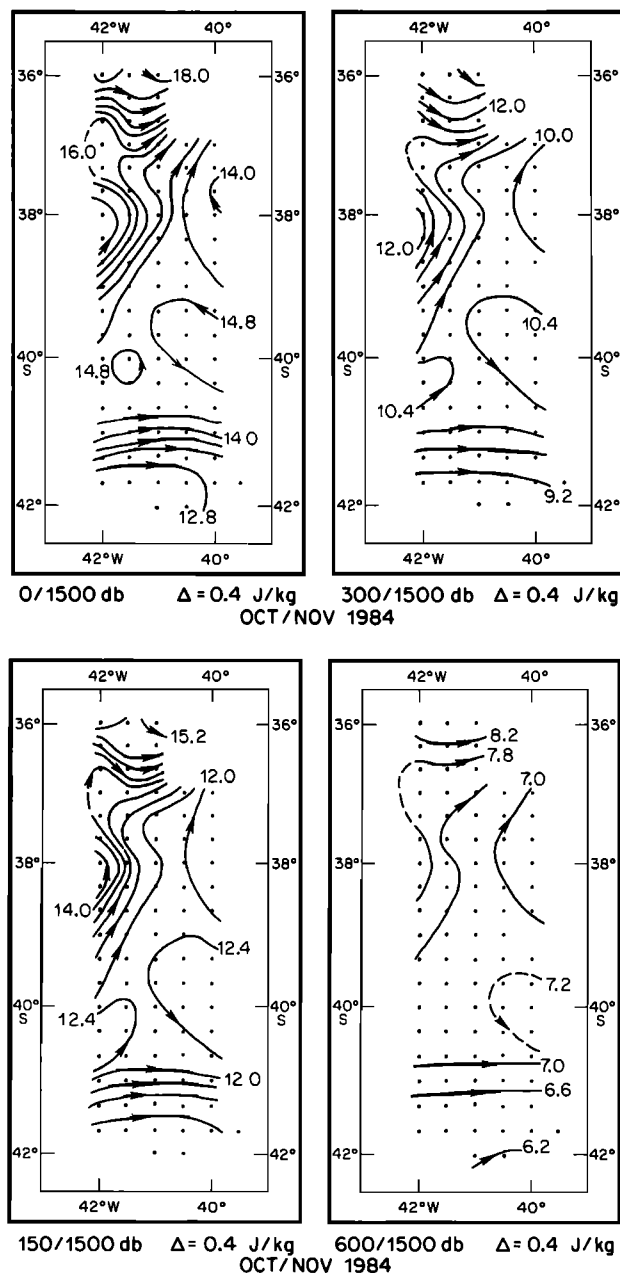 42°W 40°
36° 36°
18.0
16.0
14.0
38° 38°
14.8
40° 40°
S S
14.8
14 0
12.8
42° 42°
42°W 40°
0/1500 db Δ = 0.4 J/kg
42°W 40°
36° 36°
12.0
10.0
38° 38°
12.0
10.4
40° 40°
S S
10.4
9.2
42° 42°
42°W 40°
300/1500 db Δ = 0.4 J/kg
OCT/NOV 1984
42°W 40°
36° 36°
15.2
12.0
38° 38°
14.0
12.4
40° 40°
S S
12.4
12 0
42° 42°
42°W 40°
150/1500 db Δ = 0.4 J/kg
42°W 40°
36° 36°
8.2
7.8
7.0
38° 38°
7.2
40° 40°
S S
7.0
6.6
6.2
42° 42°
42°W 40°
600/1500 db Δ = 0.4 J/kg
OCT/NOV 1984